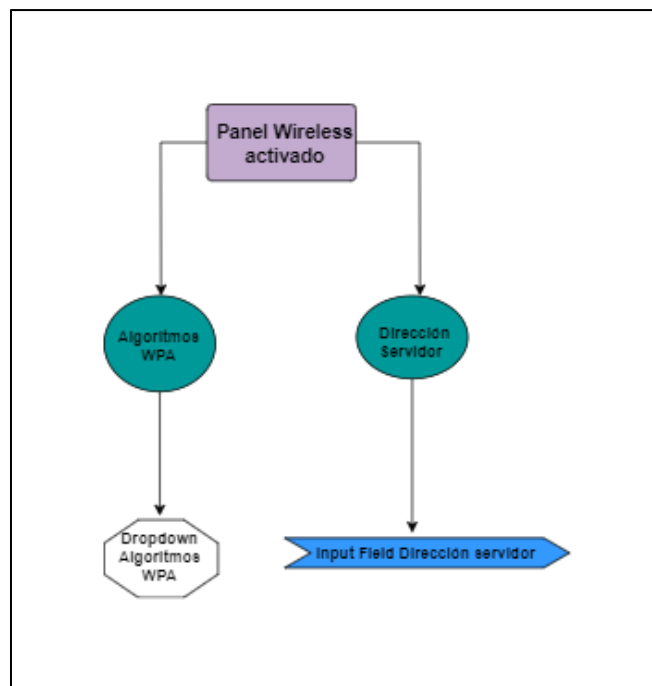 Panel Wireless
activado
Algoritmos
WPA
Dirección
Servidor
Dropdown
Algoritmos
WPA
Input Field Dirección servidor